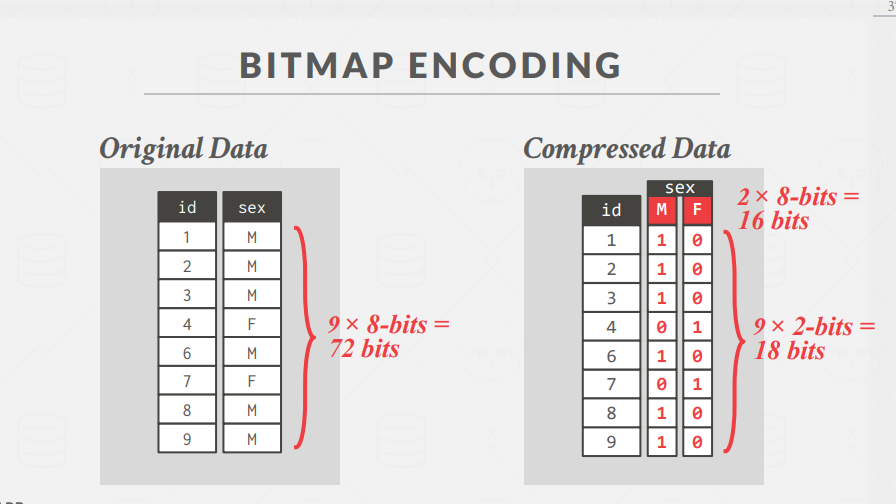 BITMAP ENCODING
Original Data
id sex
1 M
2 M
3 M
4 F
6 M
7 F
8 M
9 M
9 × 8-bits =
72 bits
Compressed Data
sex
id M F
1 1 0
2 1 0
3 1 0
4 0 1
6 1 0
7 0 1
8 1 0
9 1 0
2 × 8-bits =
16 bits
9 × 2-bits =
18 bits